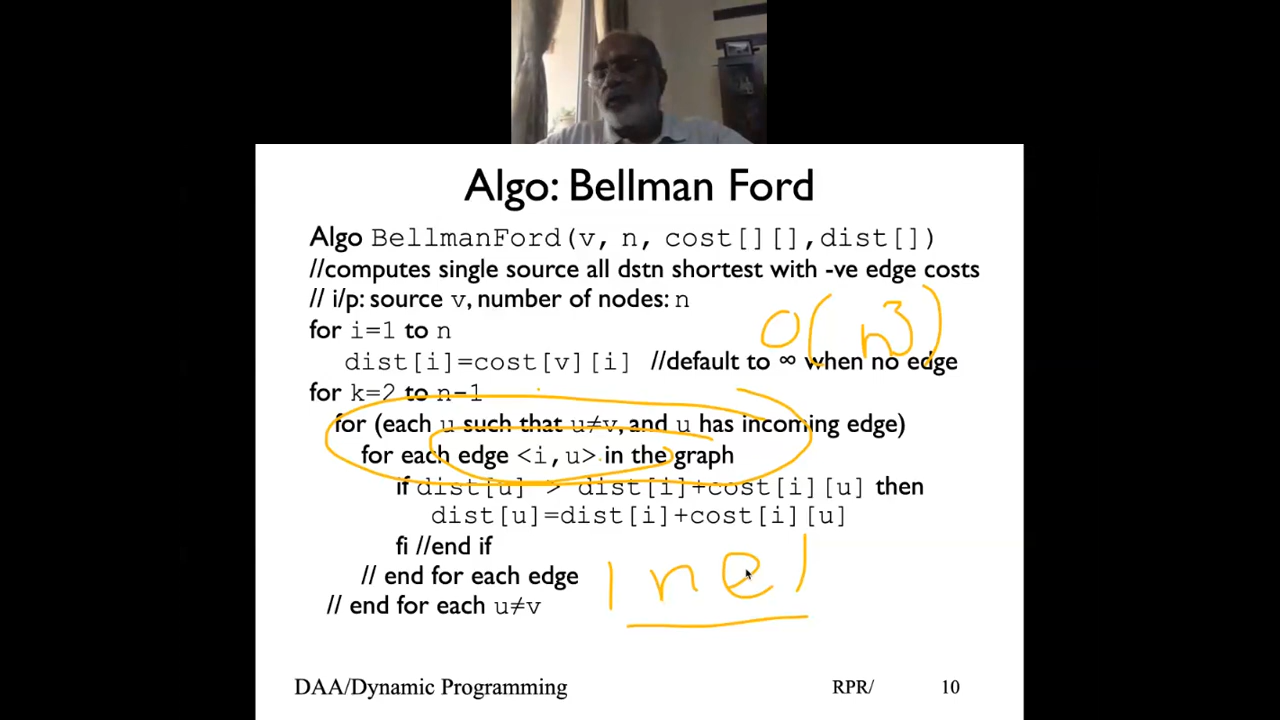 Algo: Bellman Ford
Algo BellmanFord(v, n, cost[][],dist[])
//computes single source all dstn shortest with -ve edge costs
// i/p: source v, number of nodes: n
for i=1 to n
O(n3)
dist[i]=cost[v][i] //default to ∞ when no edge
for k=2 to n-1
for (each u such that u≠v, and u has incoming edge)
for each edge <i,u> in the graph
if dist[u] > dist[i]+cost[i][u] then
dist[u]=dist[i]+cost[i][u]
fi //end if
|ne|
// end for each edge
// end for each u≠v
DAA/Dynamic Programming
RPR/
10